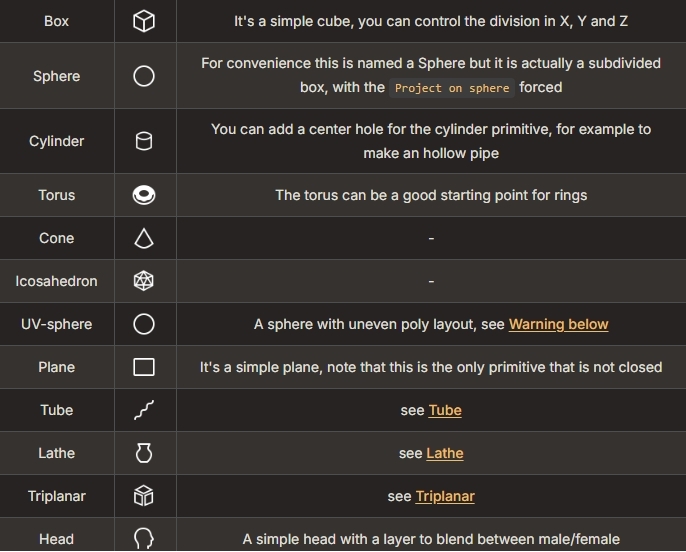 Box
It's a simple cube, you can control the division in X, Y and Z
Sphere
For convenience this is named a Sphere but it is actually a subdivided
box, with the Project on sphere forced
Cylinder
You can add a center hole for the cylinder primitive, for example to
make an hollow pipe
Torus
The torus can be a good starting point for rings
Cone
-
Icosahedron
-
UV-sphere
A sphere with uneven poly layout, see Warning below
Plane
It's a simple plane, note that this is the only primitive that is not closed
Tube
see Tube
Lathe
see Lathe
Triplanar
see Triplanar
Head
A simple head with a layer to blend between male/female